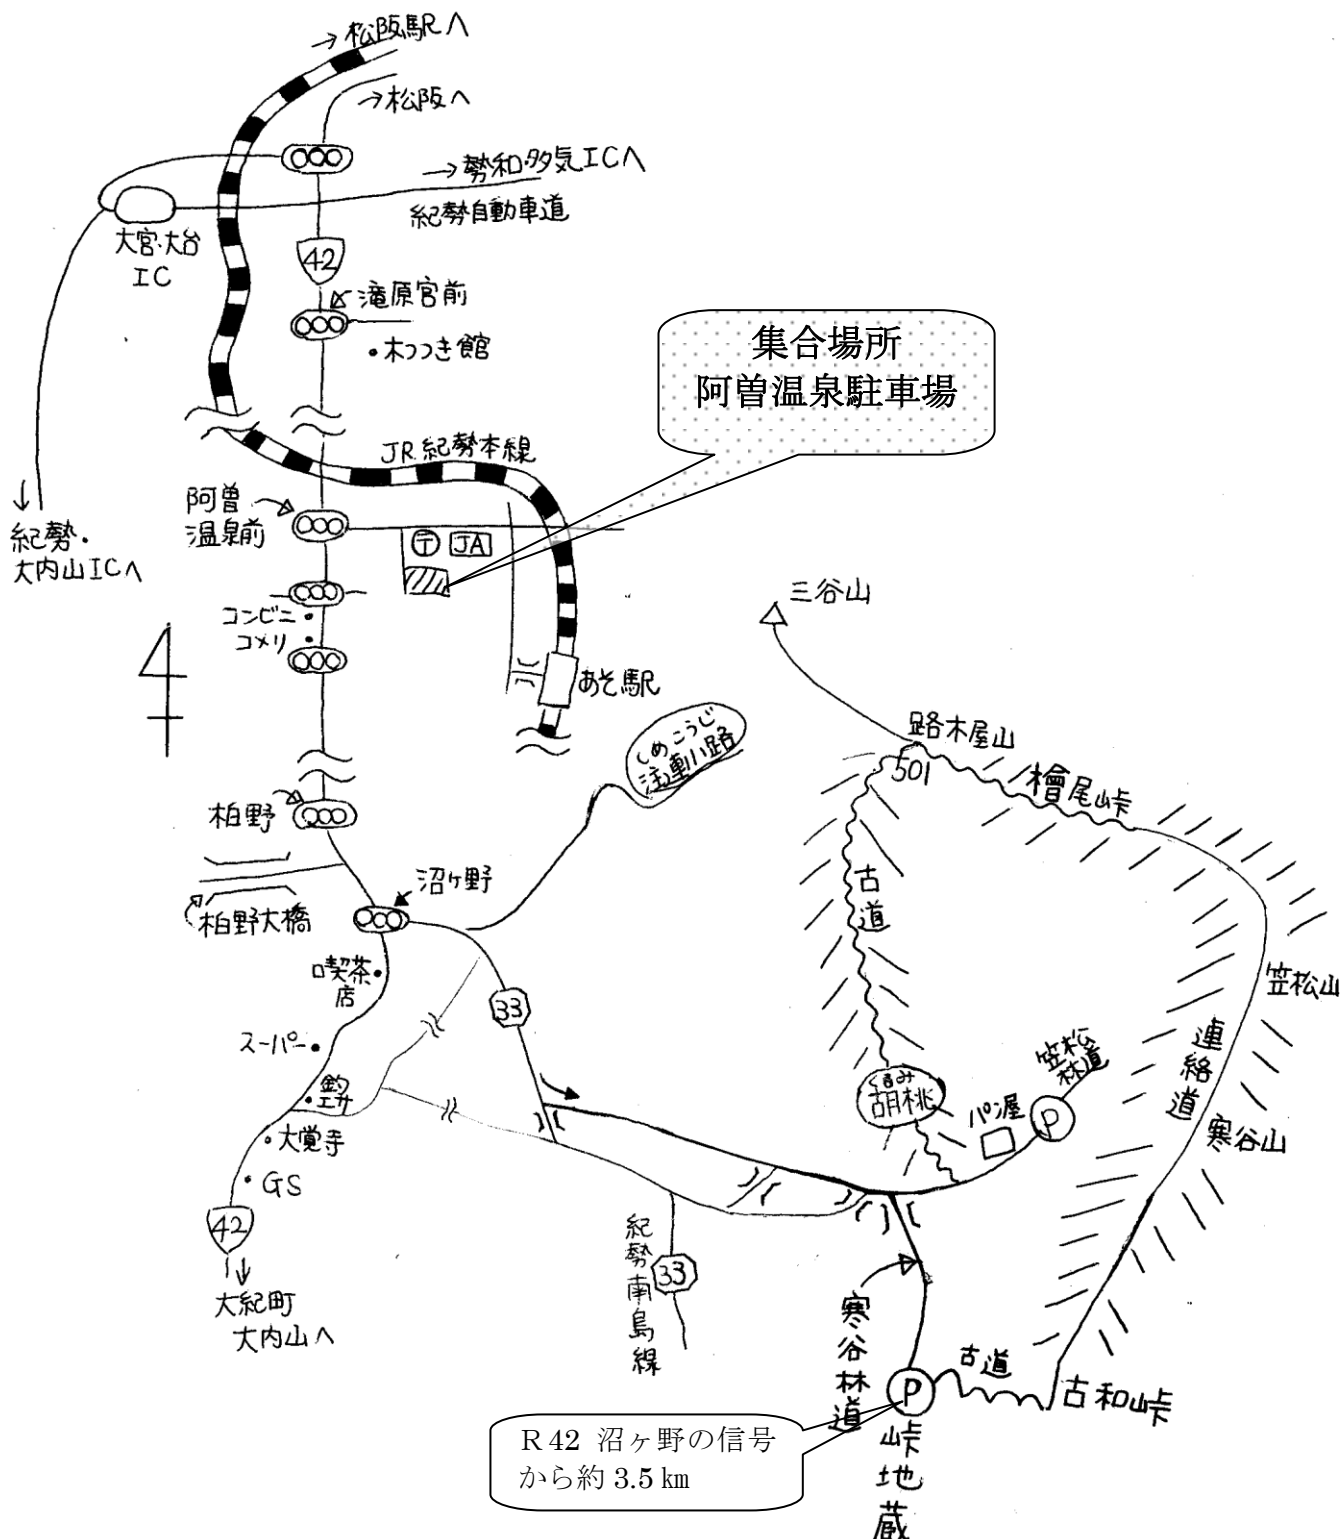 →松阪駅へ
→松阪へ
→勢和多気ICへ
紀勢自動車道
大宮・大台
IC
42
滝原宮前
・木つつき館
集合場所
阿曽温泉駐車場
JR紀勢本線
阿曽
温泉前
〒 JA
↓
紀勢・
大内山ICへ
コンビニ
コメリ
4
あそ駅
三谷山
しめこうじ
路木屋山
501
檜尾峠
柏野
柏野大橋
沼ヶ野
古道
喫茶店
33
笠松山
スーパー
釣エサ
大覚寺
GS
42
↓
大紀町
大内山へ
くるみ
胡桃
パン屋
P
笠松林道
連絡道
寒谷山
紀勢南島線
33
寒谷林道
古道
古和峠
P
峠地蔵
R42 沼ヶ野の信号
から約3.5㎞